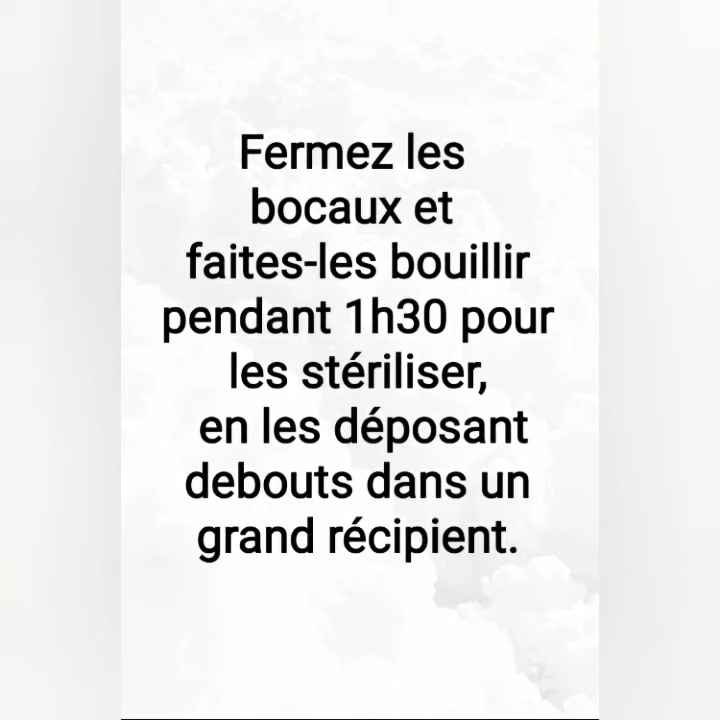 Fermez les
bocaux et
faites-les bouillir
pendant 1h30 pour
les stériliser,
en les déposant
debouts dans un
grand récipient.